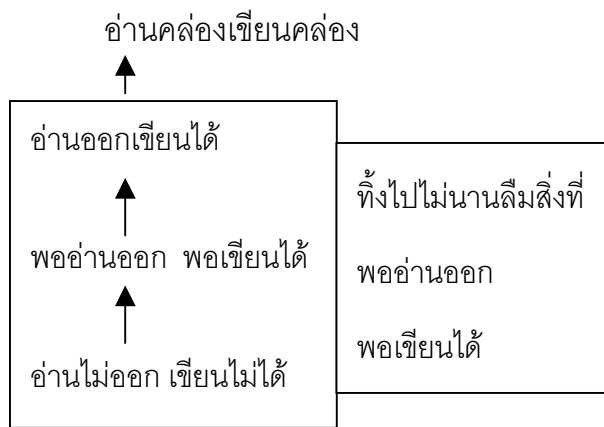 อ่านคล่องเขียนคล่อง
อ่านออกเขียนได้
พออ่านออก พอเขียนได้
อ่านไม่ออก เขียนไม่ได้
ทิ้งไปไม่นานลืมสิ่งที่
พออ่านออก
พอเขียนได้